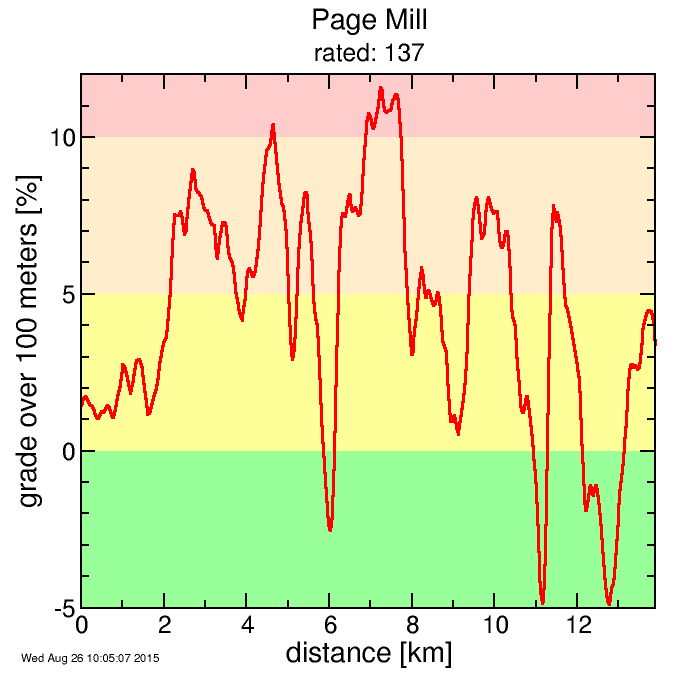 Page Mill
rated: 137
10
5
0
-5
grade over 100 meters [%]
0 2 4 6 8 10 12
distance [km]
Wed Aug 26 10:05:07 2015